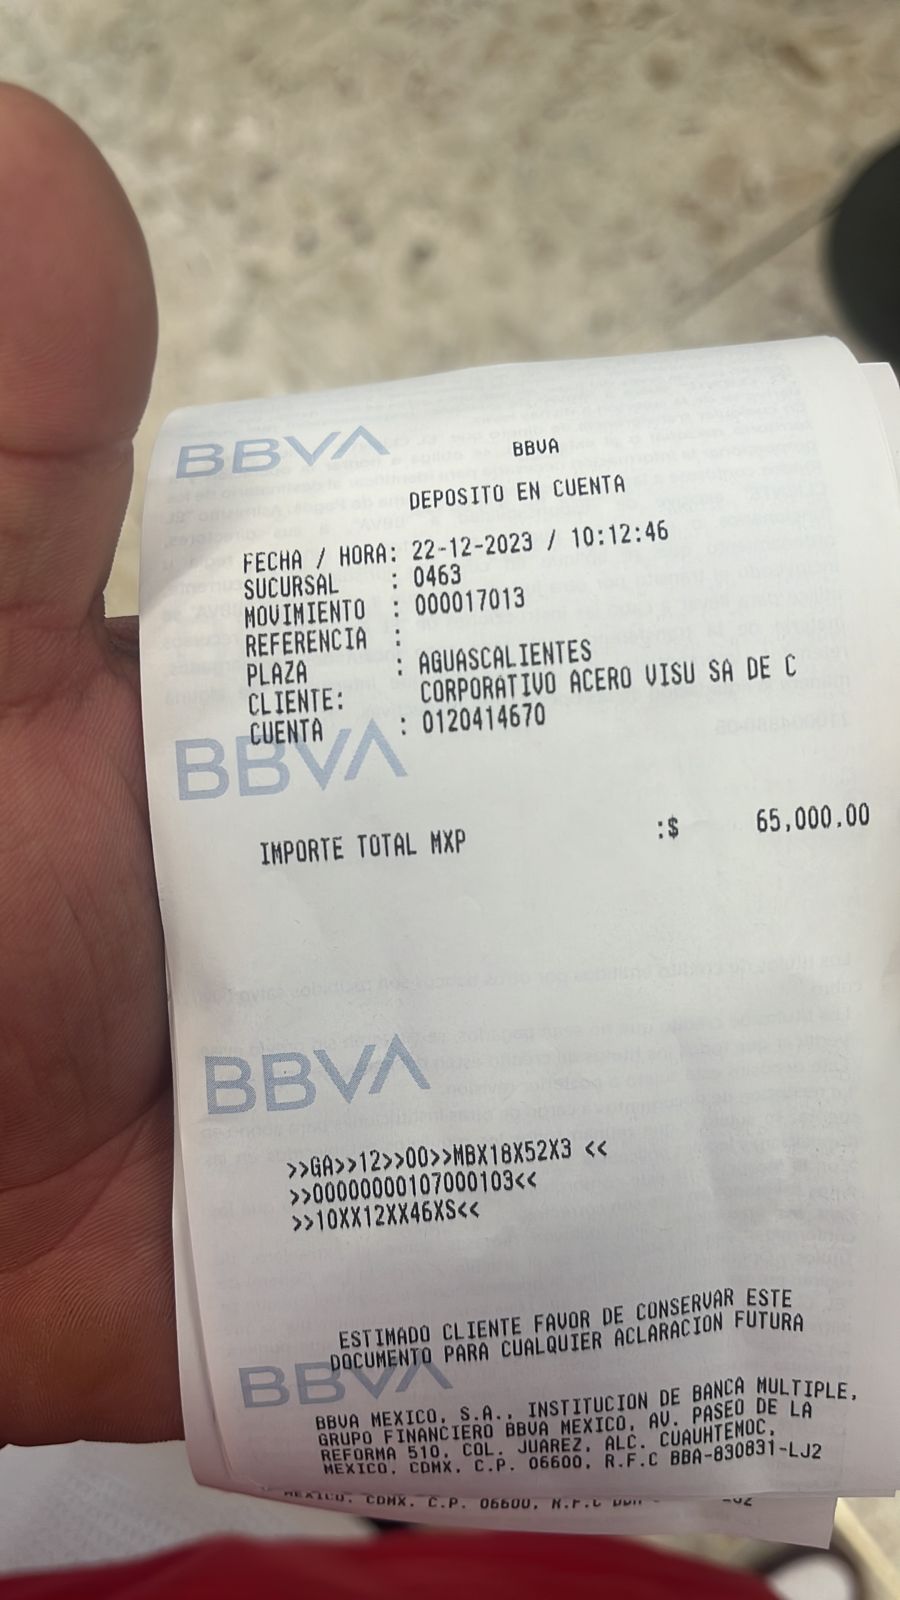 BBVA
BBVA
DEPOSITO EN CUENTA
FECHA / HORA: 22-12-2023 / 10:12:46
SUCURSAL : 0463
MOVIMIENTO : 000017013
REFERENCIA :
PLAZA : AGUASCALIENTES
CLIENTE: CORPORATIVO ACERO VISU SA DE C
CUENTA : 0120414670
BBVA
IMPORTE TOTAL MXP :$ 65,000.00
BBVA
>>GA>>12>>00>>MBX18X52X3 <<
>>00000000107000103<<
>>10XX12XX46XS<<
ESTIMADO CLIENTE FAVOR DE CONSERVAR ESTE
DOCUMENTO PARA CUALQUIER ACLARACION FUTURA
BBVA
BBVA MEXICO, S.A., INSTITUCION DE BANCA MULTIPLE,
GRUPO FINANCIERO BBVA MEXICO, AV. PASEO DE LA
REFORMA 510, COL. JUAREZ, ALC. CUAUHTEMOC,
MEXICO, CDMX, C.P. 06600, R.F.C BBA-830831-LJ2
MEXICO, CDMX, C.P. 06600, R.F.C